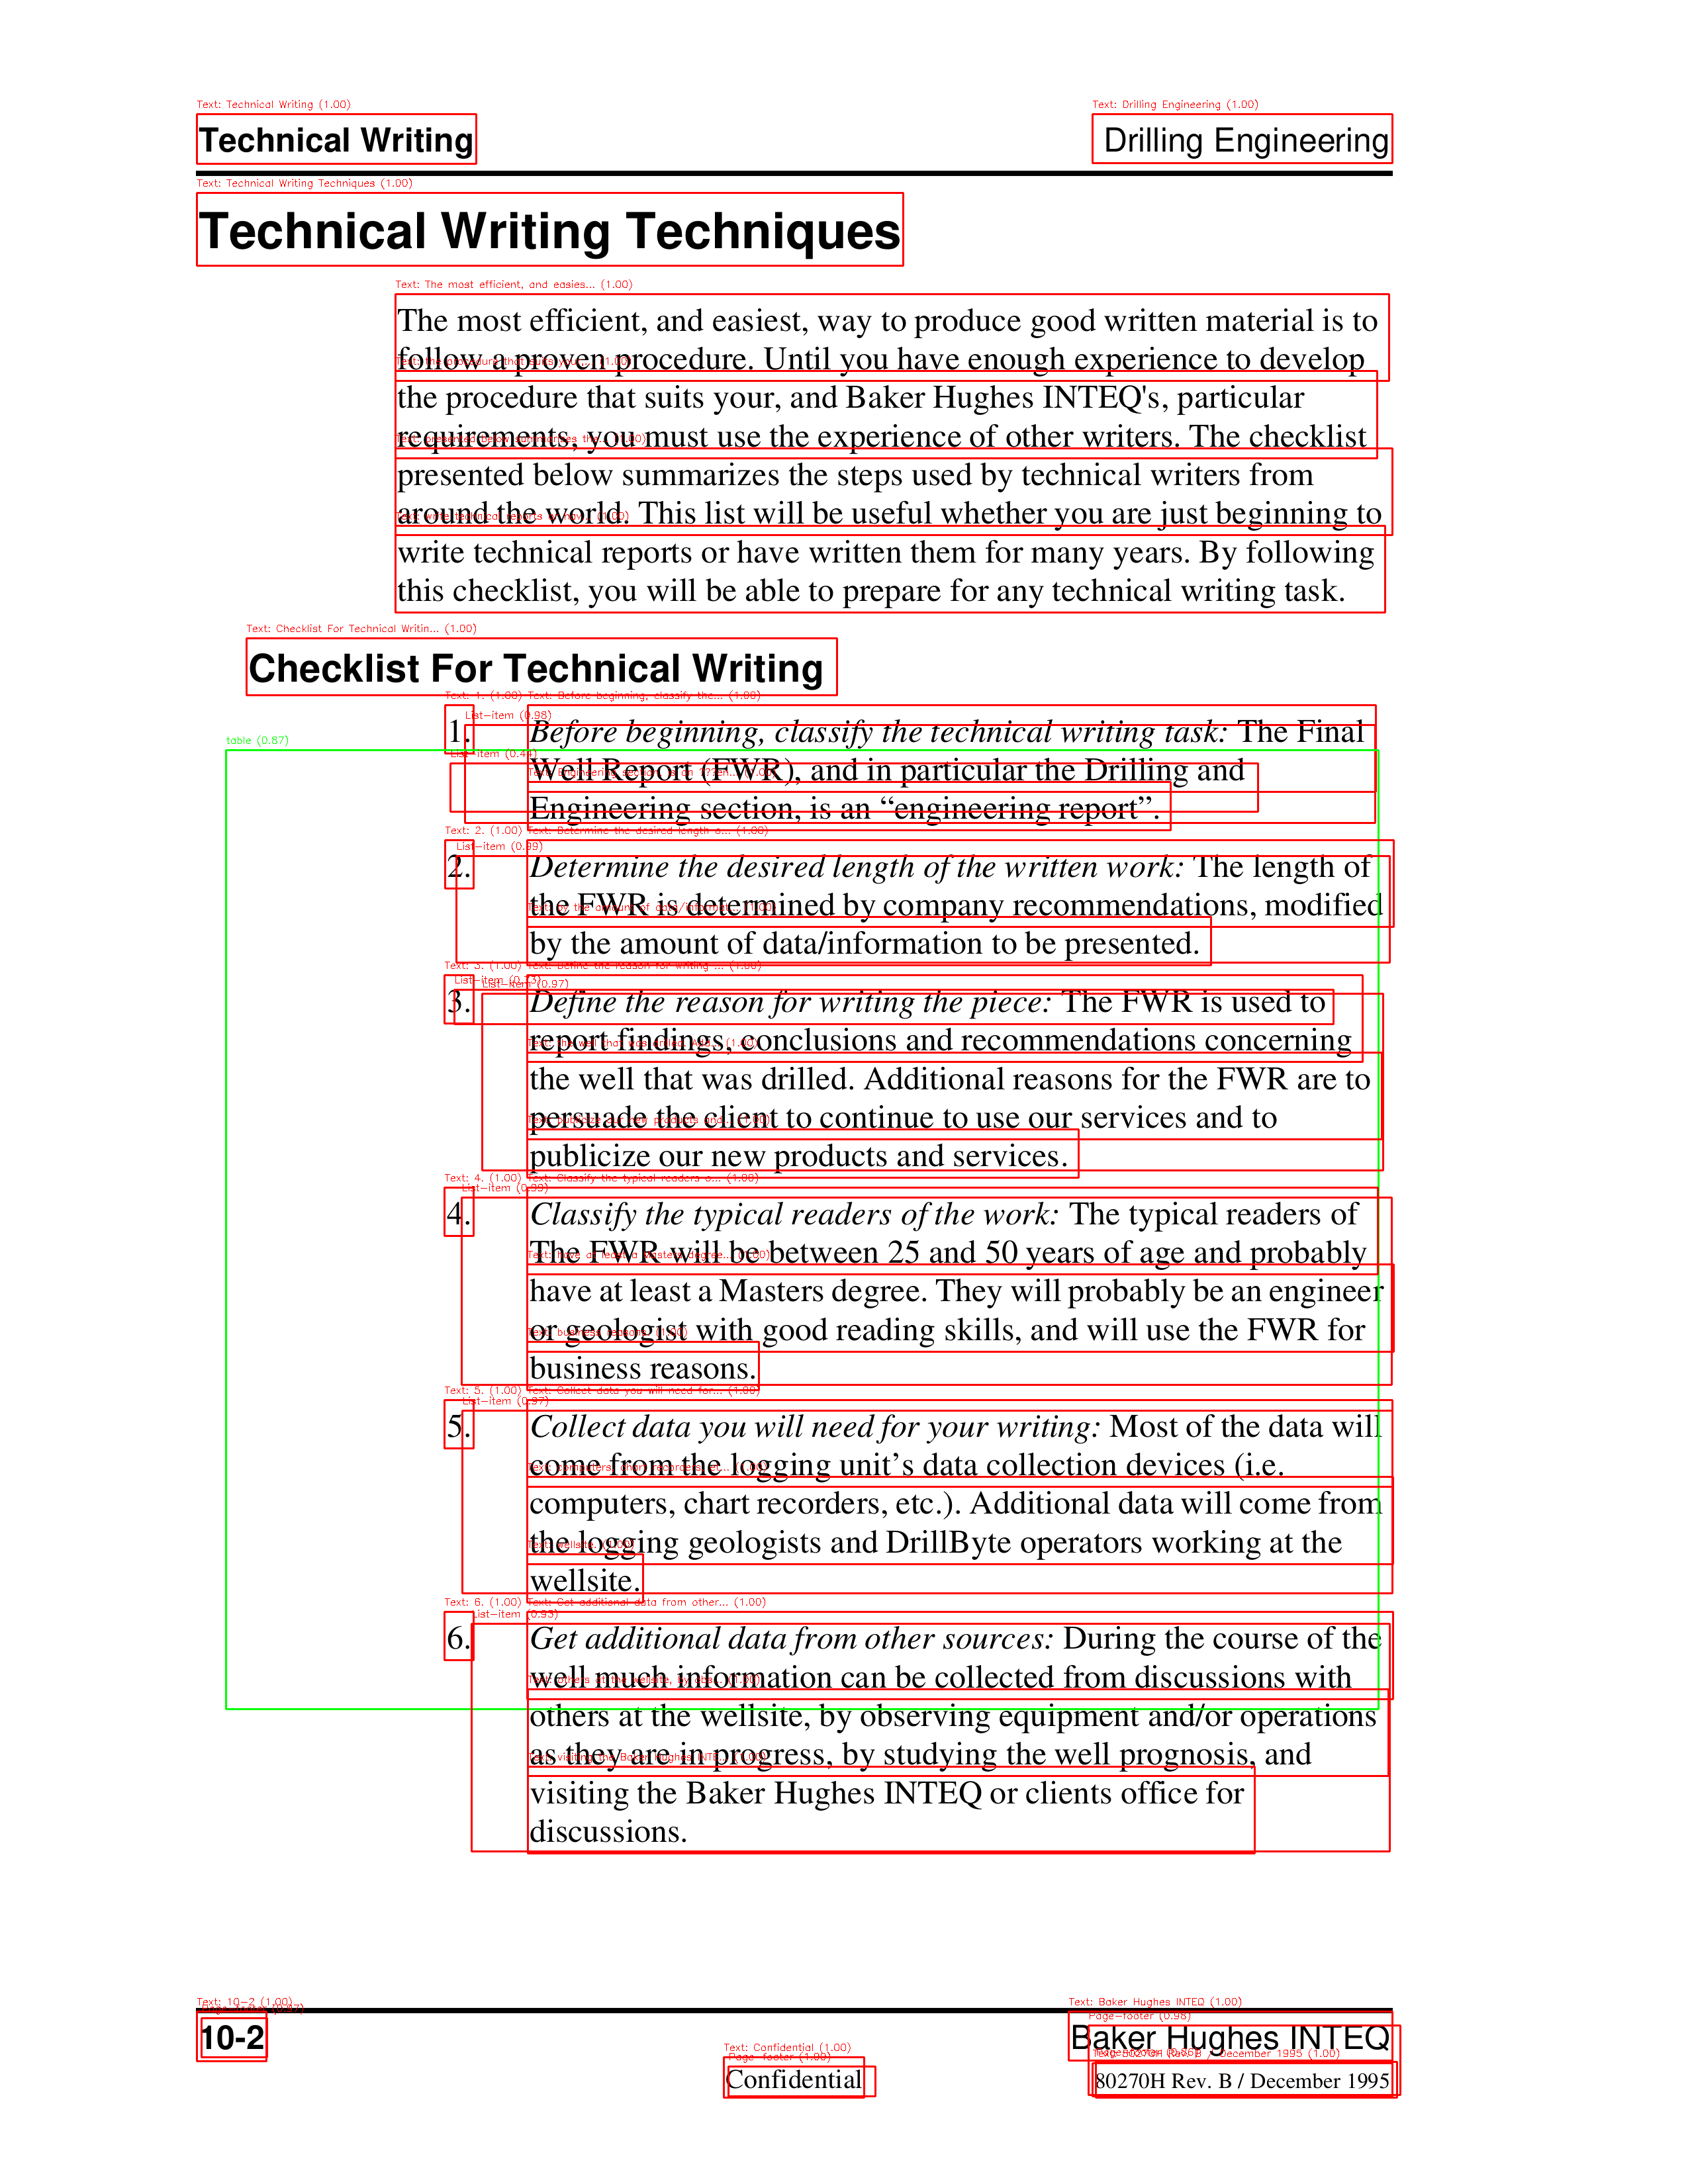 Technical Writing
Drilling Engineering
Technical Writing Techniques
The most efficient, and easiest, way to produce good written material is to
follow a proven procedure. Until you have enough experience to develop
the procedure that suits your, and Baker Hughes INTEQ's, particular
requirements, you must use the experience of other writers. The checklist
presented below summarizes the steps used by technical writers from
around the world. This list will be useful whether you are just beginning to
write technical reports or have written them for many years. By following
this checklist, you will be able to prepare for any technical writing task.
Checklist For Technical Writing
1. Before beginning, classify the technical writing task: The Final
Well Report (FWR), and in particular the Drilling and
Engineering section, is an “engineering report”.
2. Determine the desired length of the written work: The length of
the FWR is determined by company recommendations, modified
by the amount of data/information to be presented.
3. Define the reason for writing the piece: The FWR is used to
report findings, conclusions and recommendations concerning
the well that was drilled. Additional reasons for the FWR are to
persuade the client to continue to use our services and to
publicize our new products and services.
4. Classify the typical readers of the work: The typical readers of
The FWR will be between 25 and 50 years of age and probably
have at least a Masters degree. They will probably be an engineer
or geologist with good reading skills, and will use the FWR for
business reasons.
5. Collect data you will need for your writing: Most of the data will
come from the logging unit’s data collection devices (i.e.
computers, chart recorders, etc.). Additional data will come from
the logging geologists and DrillByte operators working at the
wellsite.
6. Get additional data from other sources: During the course of the
well much information can be collected from discussions with
others at the wellsite, by observing equipment and/or operations
as they are in progress, by studying the well prognosis, and
visiting the Baker Hughes INTEQ or clients office for
discussions.
10-2
Baker Hughes INTEQ
Confidential
80270H Rev. B / December 1995